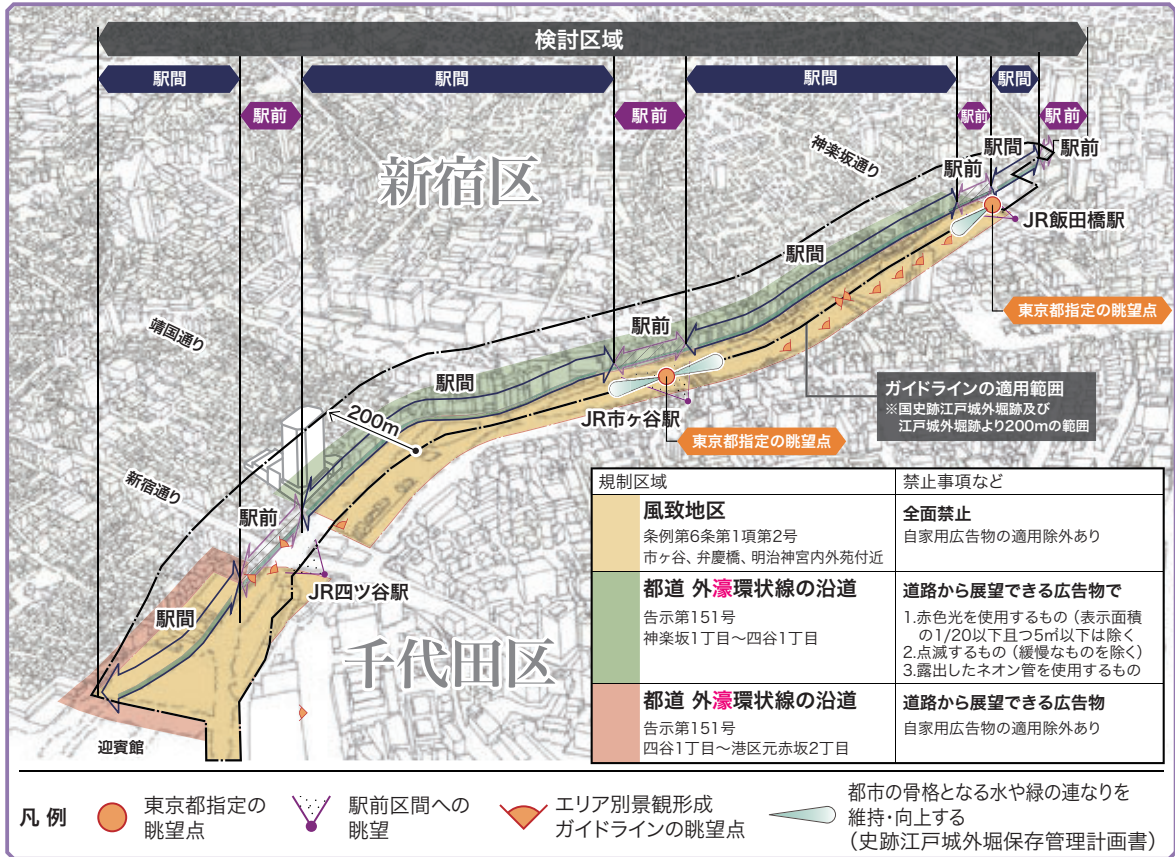 検討区域
駅間
駅間
駅間
駅間
駅前
駅前
駅前
駅前
新宿区
神楽坂通り
駅間
駅前
駅前
JR飯田橋駅
駅間
東京都指定の眺望点
靖国通り
駅前
駅間
200m
JR市ヶ谷駅
東京都指定の眺望点
ガイドラインの適用範囲
※国史跡江戸城外堀跡及び
江戸城外堀跡より200mの範囲
新宿通り
駅前
JR四ツ谷駅
駅間
千代田区
迎賓館
規制区域 禁止事項など
風致地区
条例第6条第1項第2号
市ヶ谷、弁慶橋、明治神宮内外苑付近
全面禁止
自家用広告物の適用除外あり
都道 外濠環状線の沿道
告示第151号
神楽坂1丁目～四谷1丁目
道路から展望できる広告物で
1.赤色光を使用するもの（表示面積
の1/20以下且つ5㎡以下は除く
2.点滅するもの（緩慢なものを除く）
3.露出したネオン管を使用するもの
都道 外濠環状線の沿道
告示第151号
四谷1丁目～港区元赤坂2丁目
道路から展望できる広告物
自家用広告物の適用除外あり
凡例
東京都指定の
眺望点
駅前区間への
眺望
エリア別景観形成
ガイドラインの眺望点
都市の骨格となる水や緑の連なりを
維持・向上する
（史跡江戸城外堀保存管理計画書）